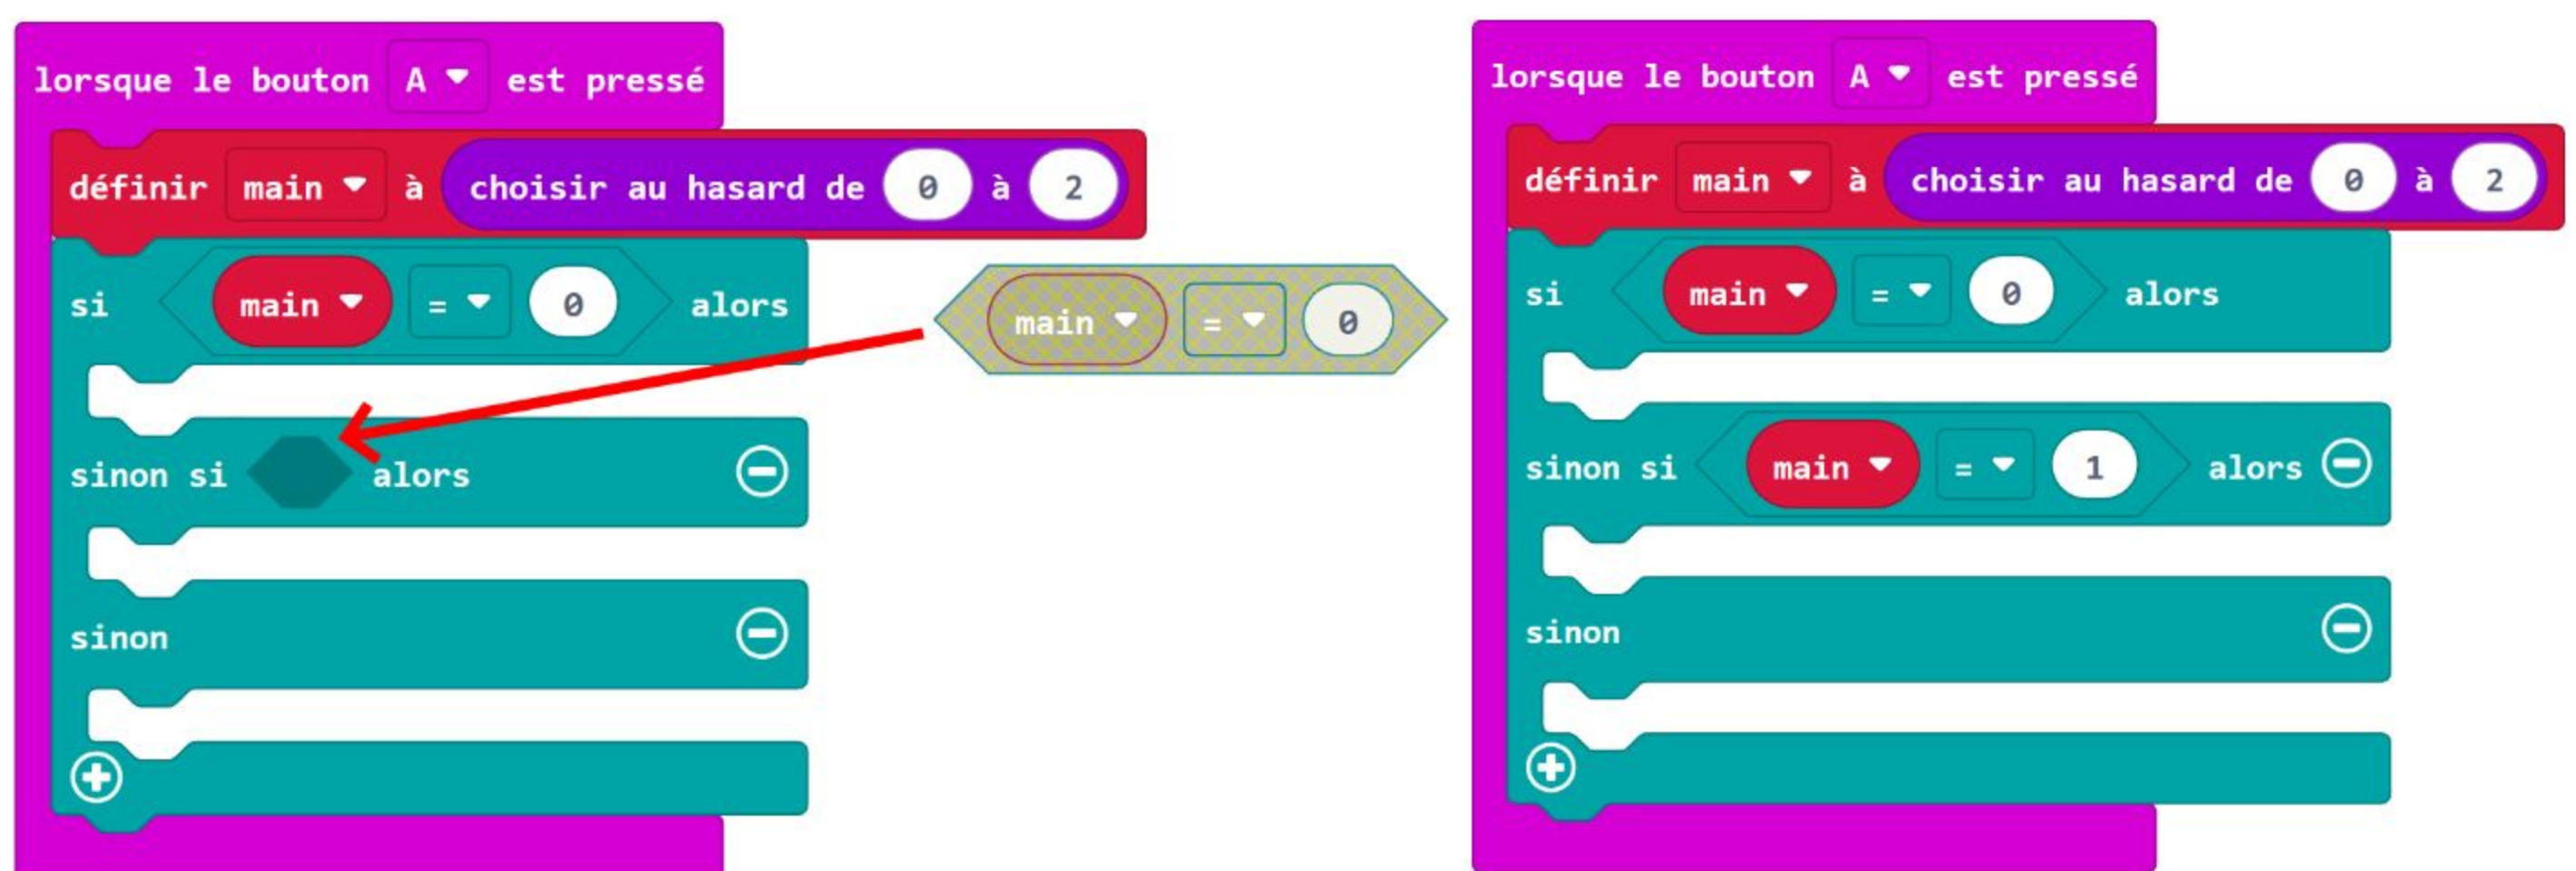 lorsque le bouton A est pressé
définir main à choisir au hasard de 0 à 2
si main = 0 alors
sinon si alors
sinon
main = 0
lorsque le bouton A est pressé
définir main à choisir au hasard de 0 à 2
si main = 0 alors
sinon si main = 1 alors
sinon